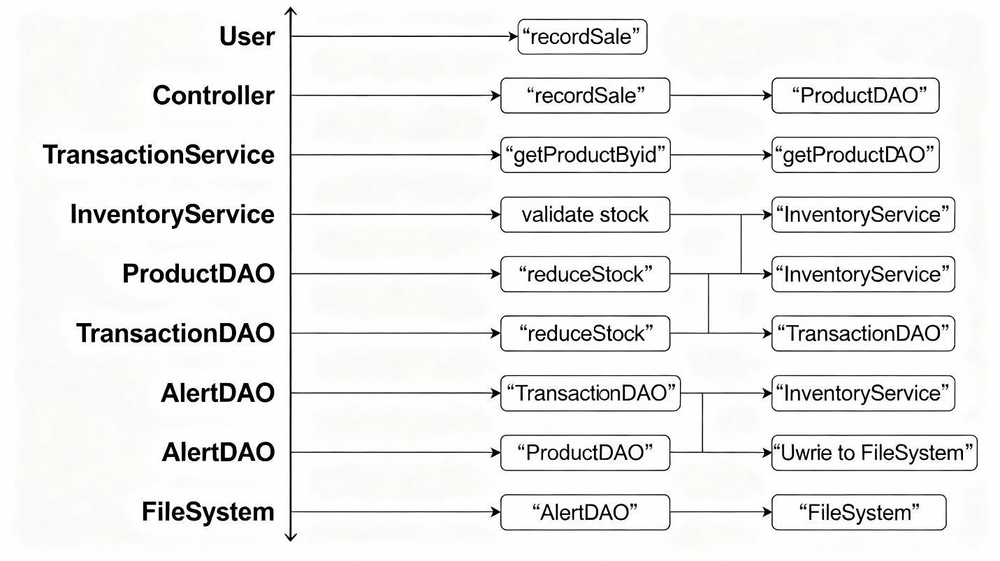 User “recordSale”
Controller “recordSale” “ProductDAO”
TransactionService “getProductByid” “getProductDAO”
InventoryService validate stock “InventoryService”
ProductDAO “reduceStock” “InventoryService”
TransactionDAO “reduceStock” “TransactionDAO”
AlertDAO “TransactionDAO” “InventoryService”
AlertDAO “ProductDAO” “Uwrie to FileSystem”
FileSystem “AlertDAO” “FileSystem”